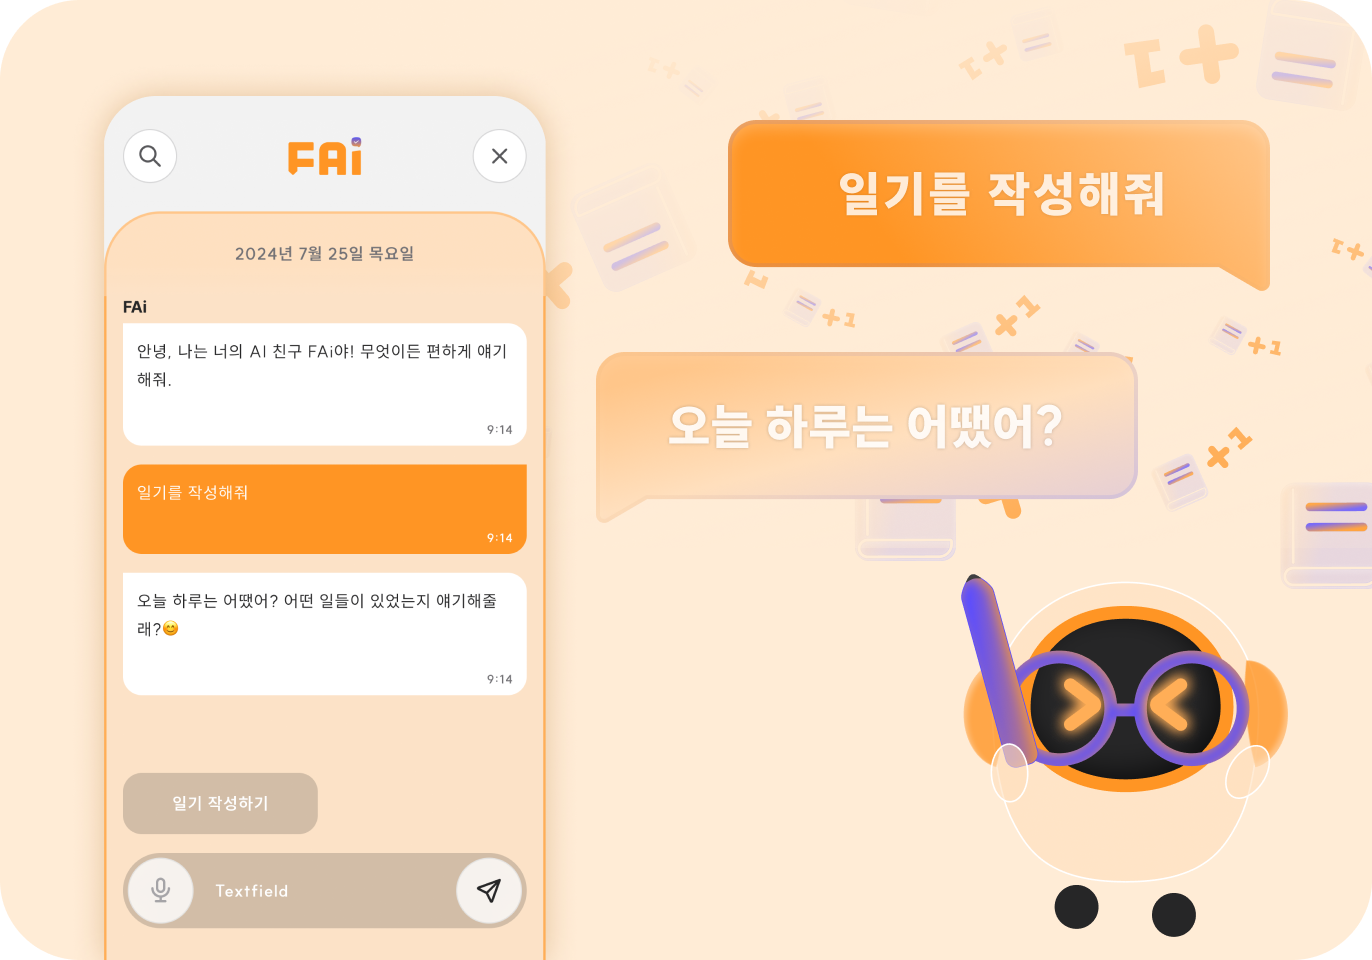 FAi
2024년 7월 25일 목요일
FAi
안녕, 나는 너의 AI 친구 FAi야! 무엇이든 편하게 얘기
해줘.
9:14
일기를 작성해줘
9:14
오늘 하루는 어땠어? 어떤 일들이 있었는지 얘기해줄
래?😊
9:14
일기 작성하기
Textfield
일기를 작성해줘
오늘 하루는 어땠어?